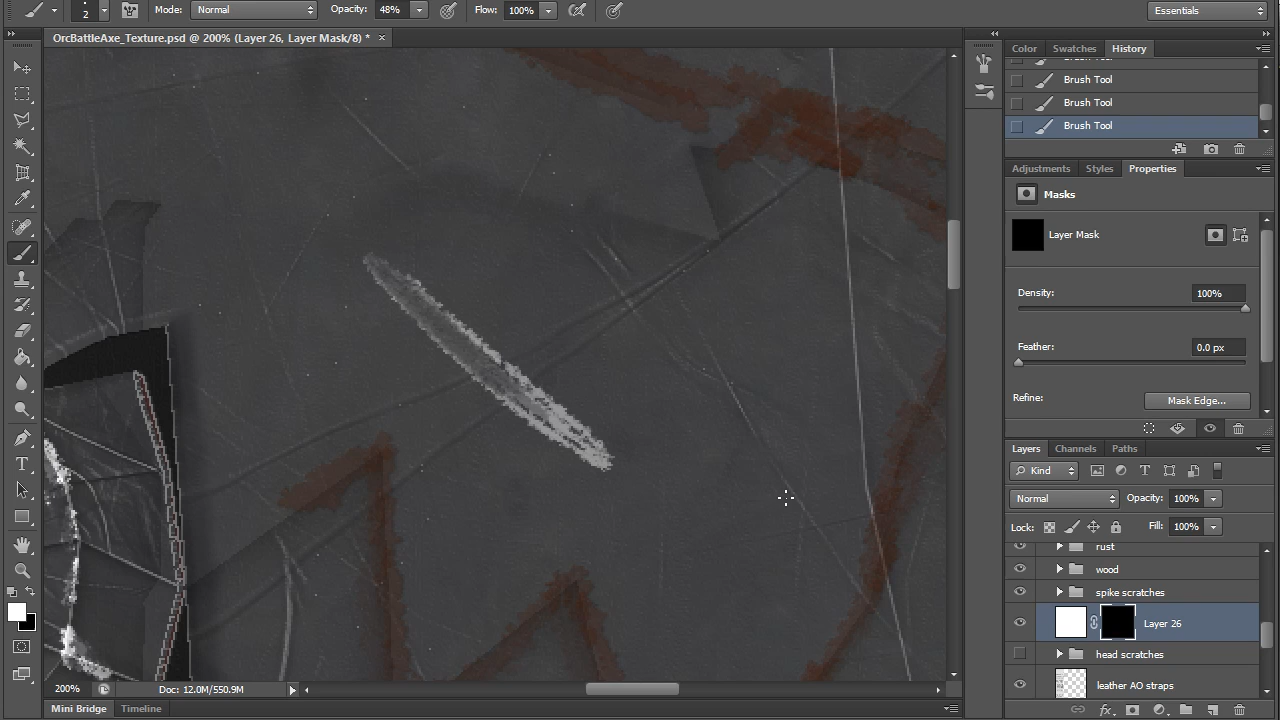 2 Mode: Normal Opacity: 48% Flow: 100% Essentials
OrcBattleAxe_Texture.psd @ 200% (Layer 26, Layer Mask/8) * ×
Color Swatches History
Brush Tool
Brush Tool
Brush Tool
Brush Tool
Adjustments Styles Properties
Masks
Layer Mask
Density: 100%
Feather: 0.0 px
Refine: Mask Edge...
Layers Channels Paths
Kind
Normal Opacity: 100%
Lock: Fill: 100%
rust
wood
spike scratches
Layer 26
head scratches
leather AO straps
200% Doc: 12.0M/550.9M
Mini Bridge Timeline